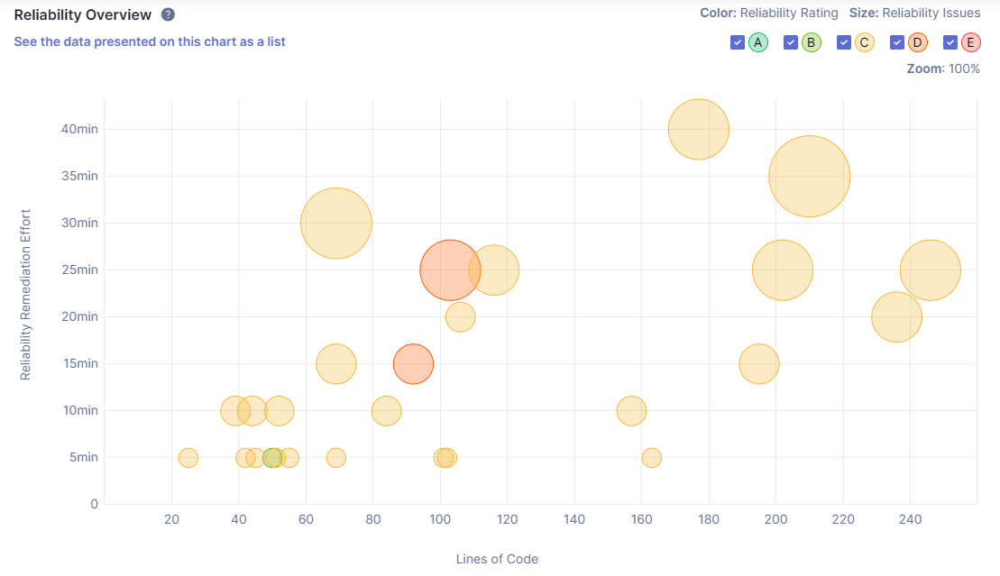 Reliability Overview ?
Color: Reliability Rating Size: Reliability Issues
See the data presented on this chart as a list
A B C D E
Zoom: 100%
Reliability Remediation Effort
40min
35min
30min
25min
20min
15min
10min
5min
0
20 40 60 80 100 120 140 160 180 200 220 240
Lines of Code